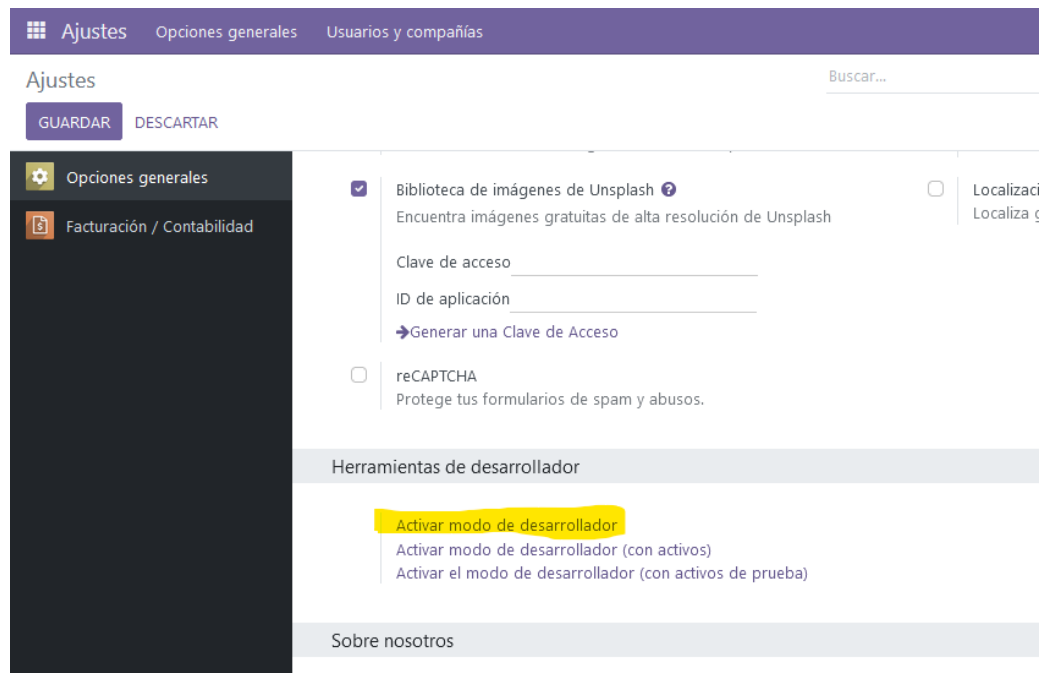 Ajustes Opciones generales Usuarios y compañías
Ajustes
Buscar...
GUARDAR DESCARTAR
Opciones generales
Facturación / Contabilidad
Biblioteca de imágenes de Unsplash
Encuentra imágenes gratuitas de alta resolución de Unsplash
Clave de acceso
ID de aplicación
Generar una Clave de Acceso
reCAPTCHA
Protege tus formularios de spam y abusos.
Localizaci
Localiza g
Herramientas de desarrollador
Activar modo de desarrollador
Activar modo de desarrollador (con activos)
Activar el modo de desarrollador (con activos de prueba)
Sobre nosotros